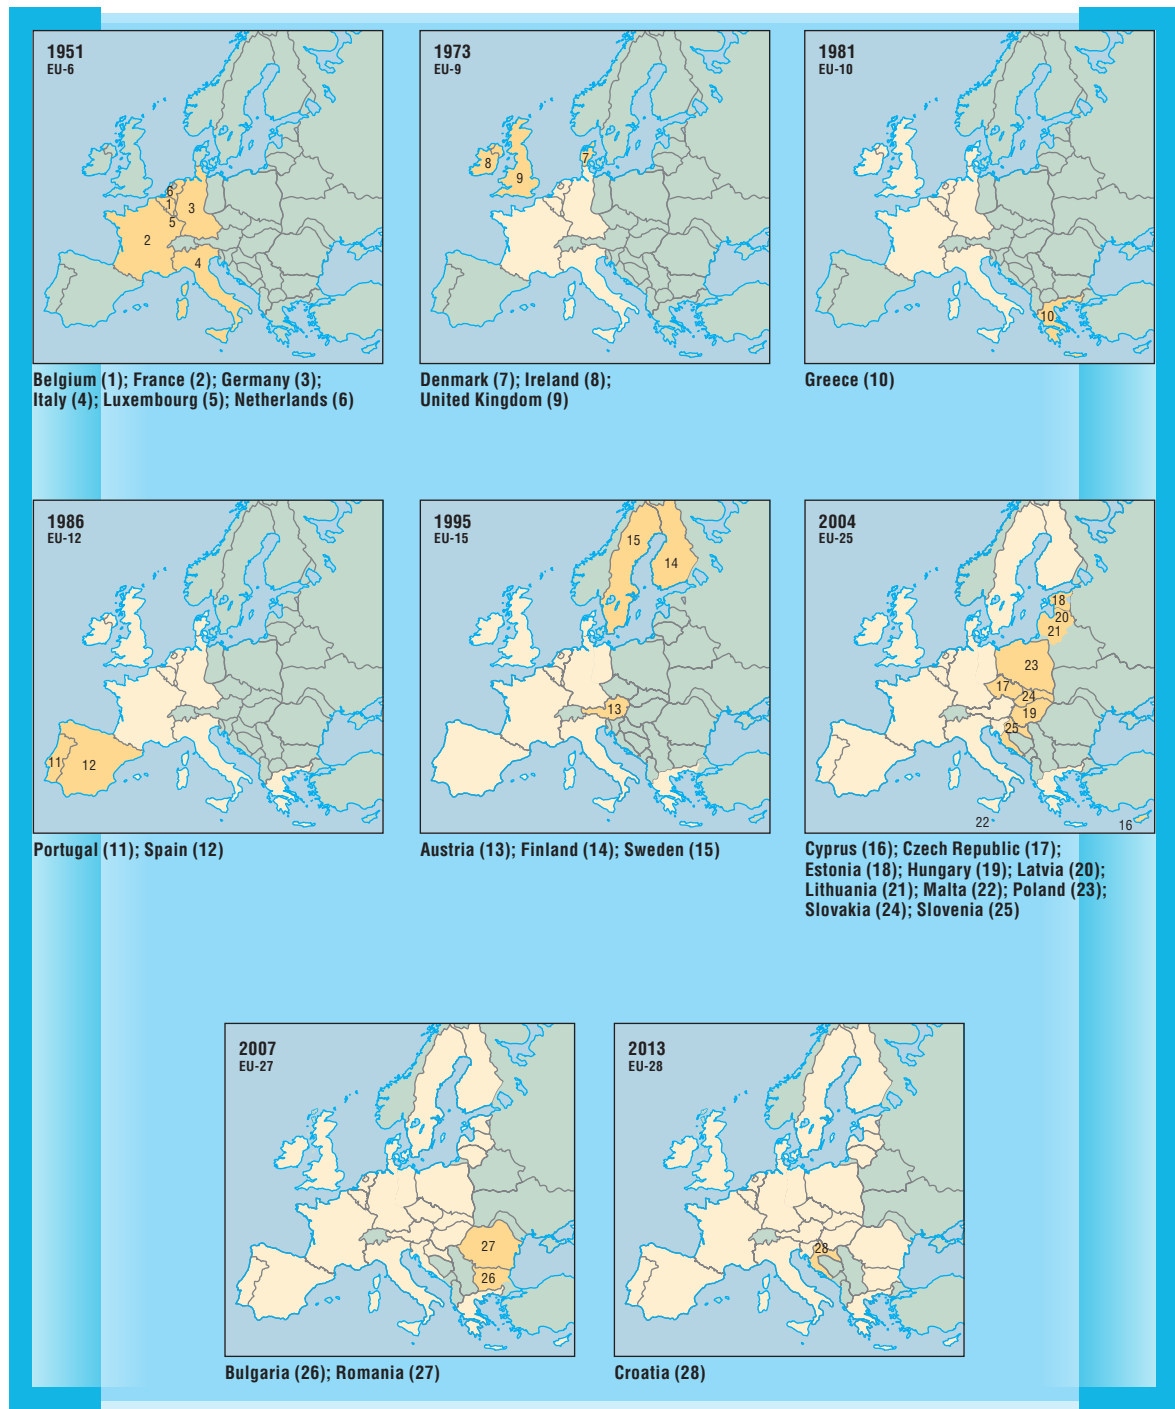 1951
EU-6
6
1
3
5
2
4
Belgium (1); France (2); Germany (3);
Italy (4); Luxembourg (5); Netherlands (6)
1973
EU-9
7
8
9
Denmark (7); Ireland (8);
United Kingdom (9)
1981
EU-10
10
Greece (10)
1986
EU-12
11
12
Portugal (11); Spain (12)
1995
EU-15
15
14
13
Austria (13); Finland (14); Sweden (15)
2004
EU-25
18
20
21
23
17
24
19
25
22
16
Cyprus (16); Czech Republic (17);
Estonia (18); Hungary (19); Latvia (20);
Lithuania (21); Malta (22); Poland (23);
Slovakia (24); Slovenia (25)
2007
EU-27
27
26
Bulgaria (26); Romania (27)
2013
EU-28
28
Croatia (28)